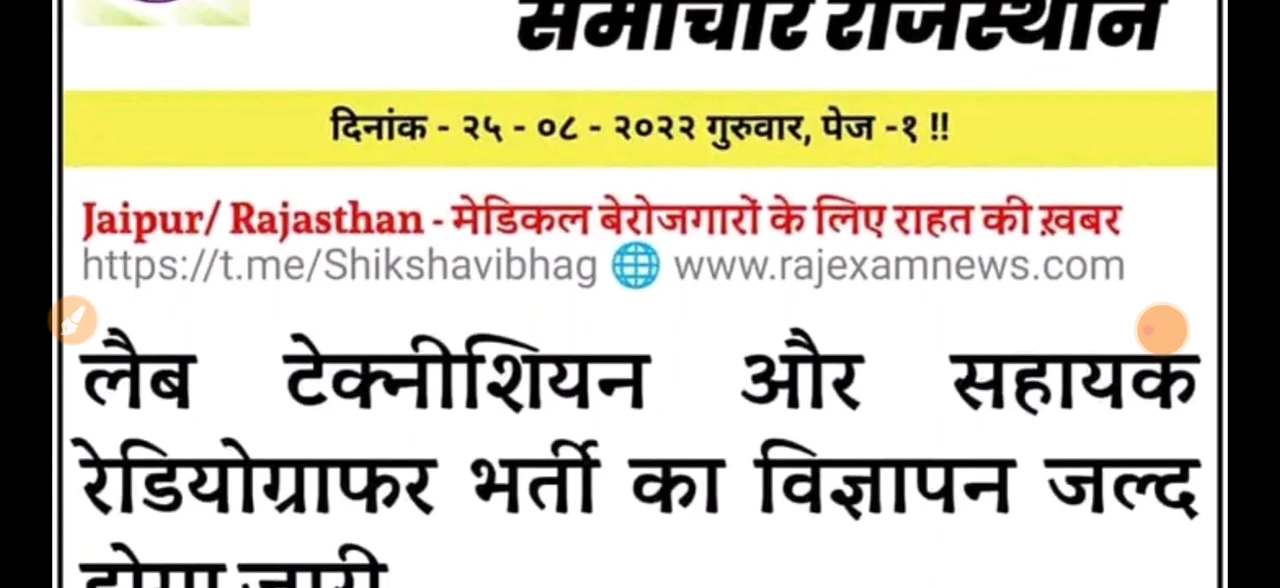 समाचार राजस्थान
दिनांक - २५ - ०८ - २०२२ गुरुवार, पेज -१ !!
Jaipur/ Rajasthan - मेडिकल बेरोजगारों के लिए राहत की ख़बर
https://t.me/Shikshavibhag www.rajexamnews.com
लैब टेक्नीशियन और सहायक
रेडियोग्राफर भर्ती का विज्ञापन जल्द
होगा जारी